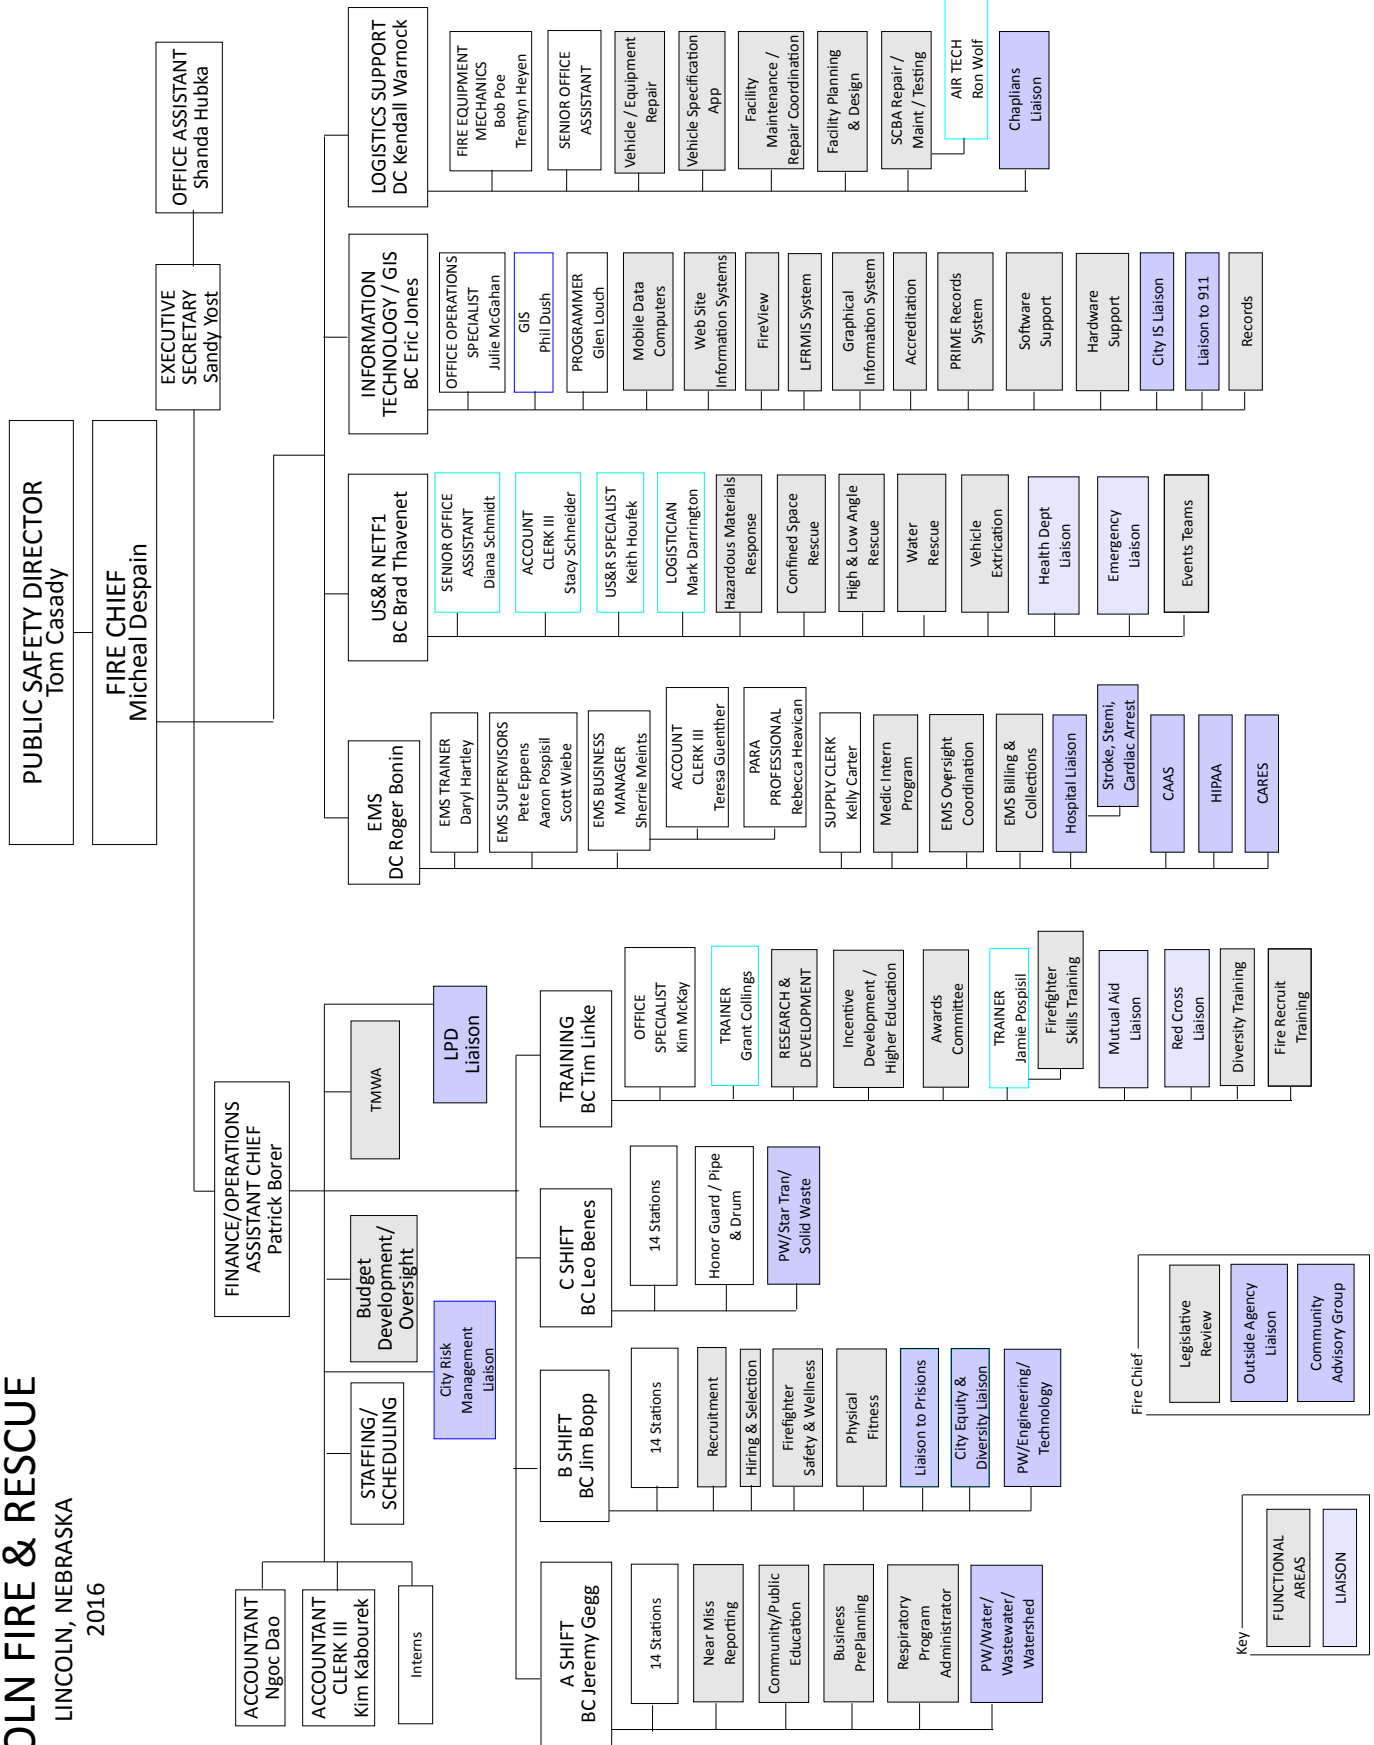 OLN FIRE & RESCUE
LINCOLN, NEBRASKA
2016
PUBLIC SAFETY DIRECTOR
Tom Casady
FIRE CHIEF
Micheal Despain
EXECUTIVE
SECRETARY
Sandy Yost
OFFICE ASSISTANT
Shanda Hubka
FINANCE/OPERATIONS
ASSISTANT CHIEF
Patrick Borer
ACCOUNTANT
Ngoc Dao
ACCOUNTANT
CLERK III
Kim Kabourek
Interns
STAFFING/
SCHEDULING
City Risk
Management
Liaison
Budget
Development/
Oversight
TMWA
LPD
Liaison
A SHIFT
BC Jeremy Gegg
14 Stations
Near Miss
Reporting
Community/Public
Education
Business
PrePlanning
Respiratory
Program
Administrator
PW/Water/
Wastewater/
Watershed
B SHIFT
BC Jim Bopp
14 Stations
Recruitment
Hiring & Selection
Firefighter
Safety & Wellness
Physical
Fitness
Liaison to Prisions
City Equity &
Diversity Liaison
PW/Engineering/
Technology
C SHIFT
BC Leo Benes
14 Stations
Honor Guard / Pipe
& Drum
PW/Star Tran/
Solid Waste
TRAINING
BC Tim Linke
OFFICE
SPECIALIST
Kim McKay
TRAINER
Grant Collings
RESEARCH &
DEVELOPMENT
Incentive
Development /
Higher Education
Awards
Committee
TRAINER
Jamie Pospisil
Firefighter
Skills Training
Mutual Aid
Liaison
Red Cross
Liaison
Diversity Training
Fire Recruit
Training
EMS
DC Roger Bonin
EMS TRAINER
Daryl Hartley
EMS SUPERVISORS
Pete Eppens
Aaron Pospisil
Scott Wiebe
EMS BUSINESS
MANAGER
Sherrie Meints
ACCOUNT
CLERK III
Teresa Guenther
PARA
PROFESSIONAL
Rebecca Heavican
SUPPLY CLERK
Kelly Carter
Medic Intern
Program
EMS Oversight
Coordination
EMS Billing &
Collections
Hospital Liaison
Stroke, Stemi,
Cardiac Arrest
CAAS
HIPAA
CARES
US&R NETF1
BC Brad Thavenet
SENIOR OFFICE
ASSISTANT
Diana Schmidt
ACCOUNT
CLERK III
Stacy Schneider
US&R SPECIALIST
Keith Houfek
LOGISTICIAN
Mark Darrington
Hazardous Materials
Response
Confined Space
Rescue
High & Low Angle
Rescue
Water
Rescue
Vehicle
Extrication
Health Dept
Liaison
Emergency
Liaison
Events Teams
INFORMATION
TECHNOLOGY / GIS
BC Eric Jones
OFFICE OPERATIONS
SPECIALIST
Julie McGahan
GIS
Phil Dush
PROGRAMMER
Glen Louch
Mobile Data
Computers
Web Site
Information Systems
FireView
LFRMIS System
Graphical
Information System
Accreditation
PRIME Records
System
Software
Support
Hardware
Support
City IS Liaison
Liaison to 911
Records
LOGISTICS SUPPORT
DC Kendall Warnock
FIRE EQUIPMENT
MECHANICS
Bob Poe
Trentyn Heyen
SENIOR OFFICE
ASSISTANT
Vehicle / Equipment
Repair
Vehicle Specification
App
Facility
Maintenance /
Repair Coordination
Facility Planning
& Design
SCBA Repair /
Maint / Testing
AIR TECH
Ron Wolf
Chaplians
Liaison
Key
FUNCTIONAL
AREAS
LIAISON
Fire Chief
Legislative
Review
Outside Agency
Liaison
Community
Advisory Group